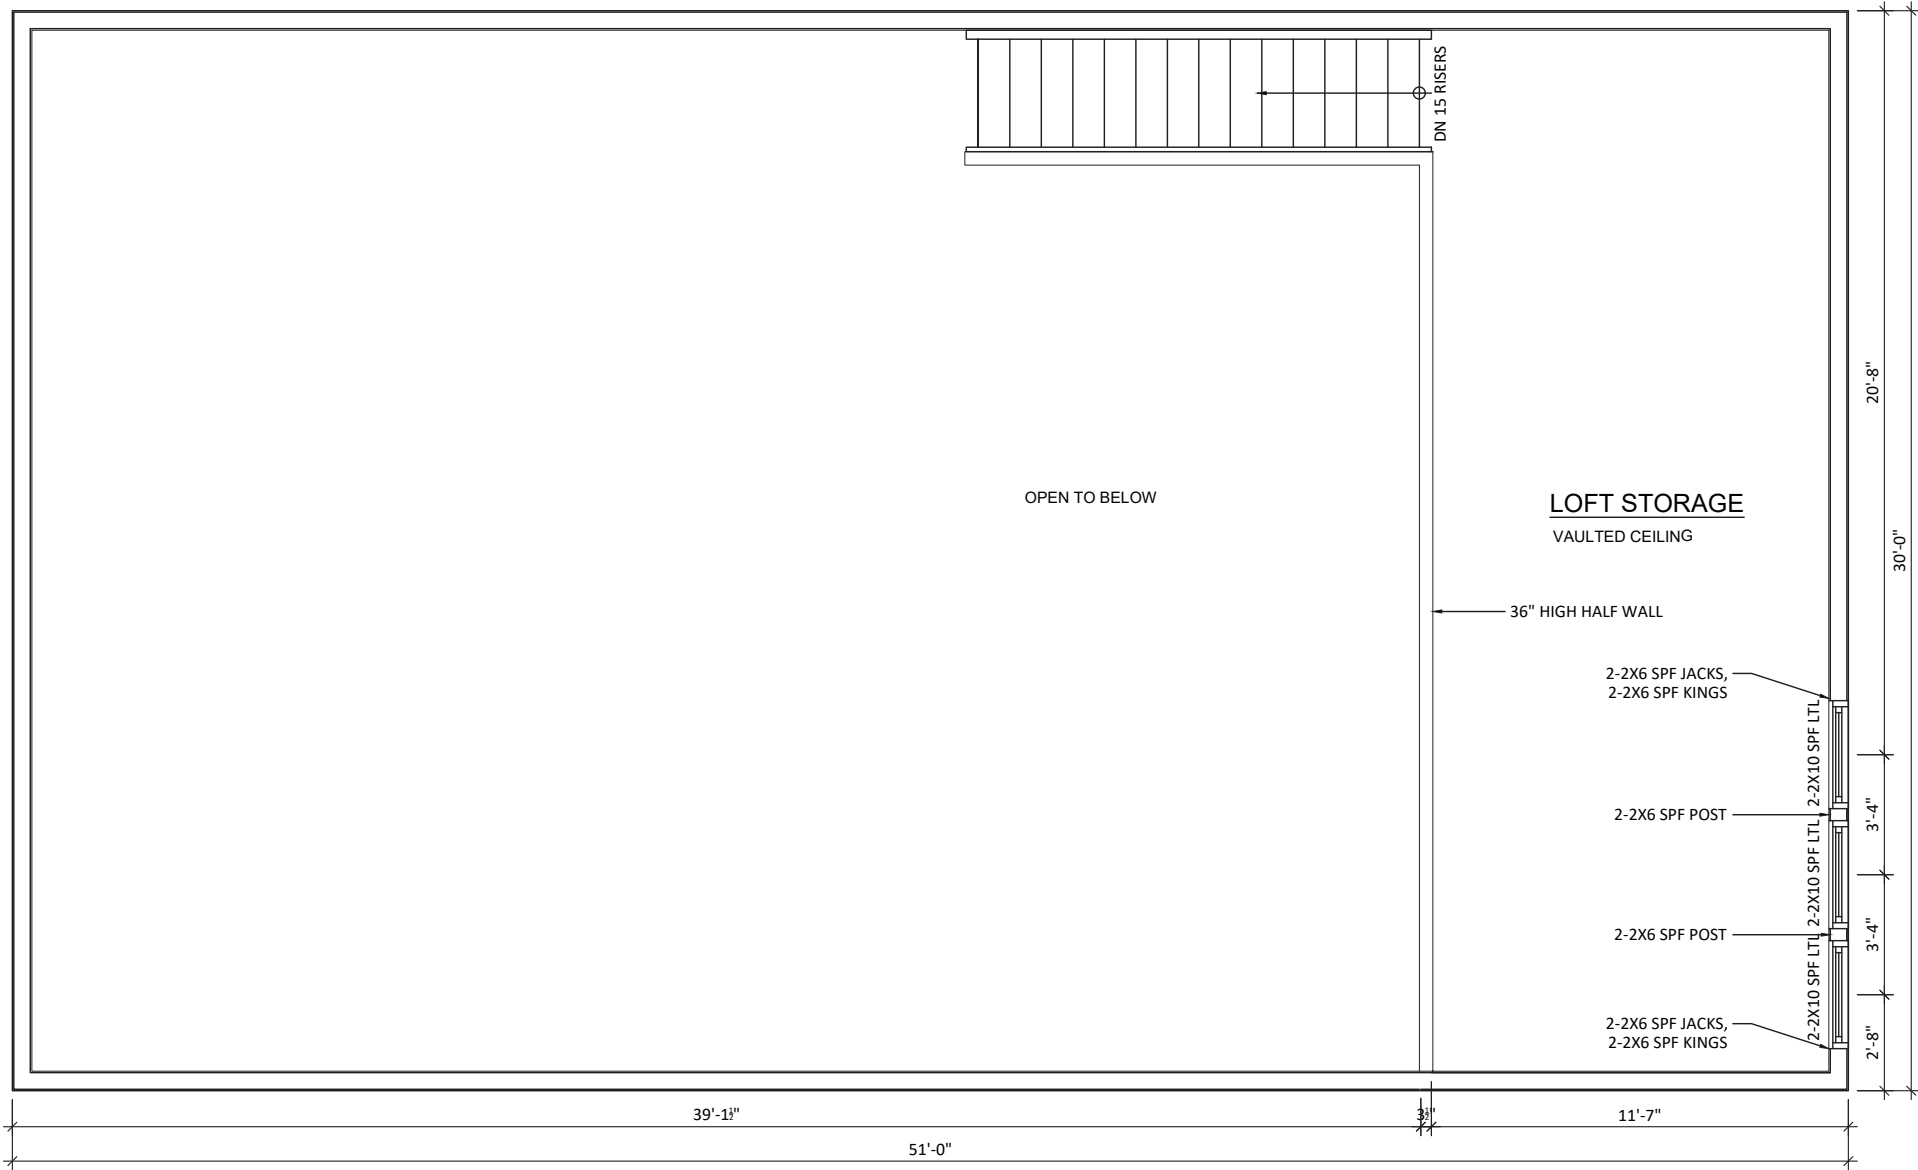 DN 15 RISERS
20'-8"
OPEN TO BELOW
LOFT STORAGE
VAULTED CEILING
30'-0"
36" HIGH HALF WALL
2-2X6 SPF JACKS,
2-2X6 SPF KINGS
2-2X10 SPF LTL
2-2X6 SPF POST
3'-4"
2-2X10 SPF LTL
2-2X6 SPF POST
3'-4"
2-2X10 SPF LTL
2-2X6 SPF JACKS,
2-2X6 SPF KINGS
2'-8"
39'-1½"
3½"
11'-7"
51'-0"